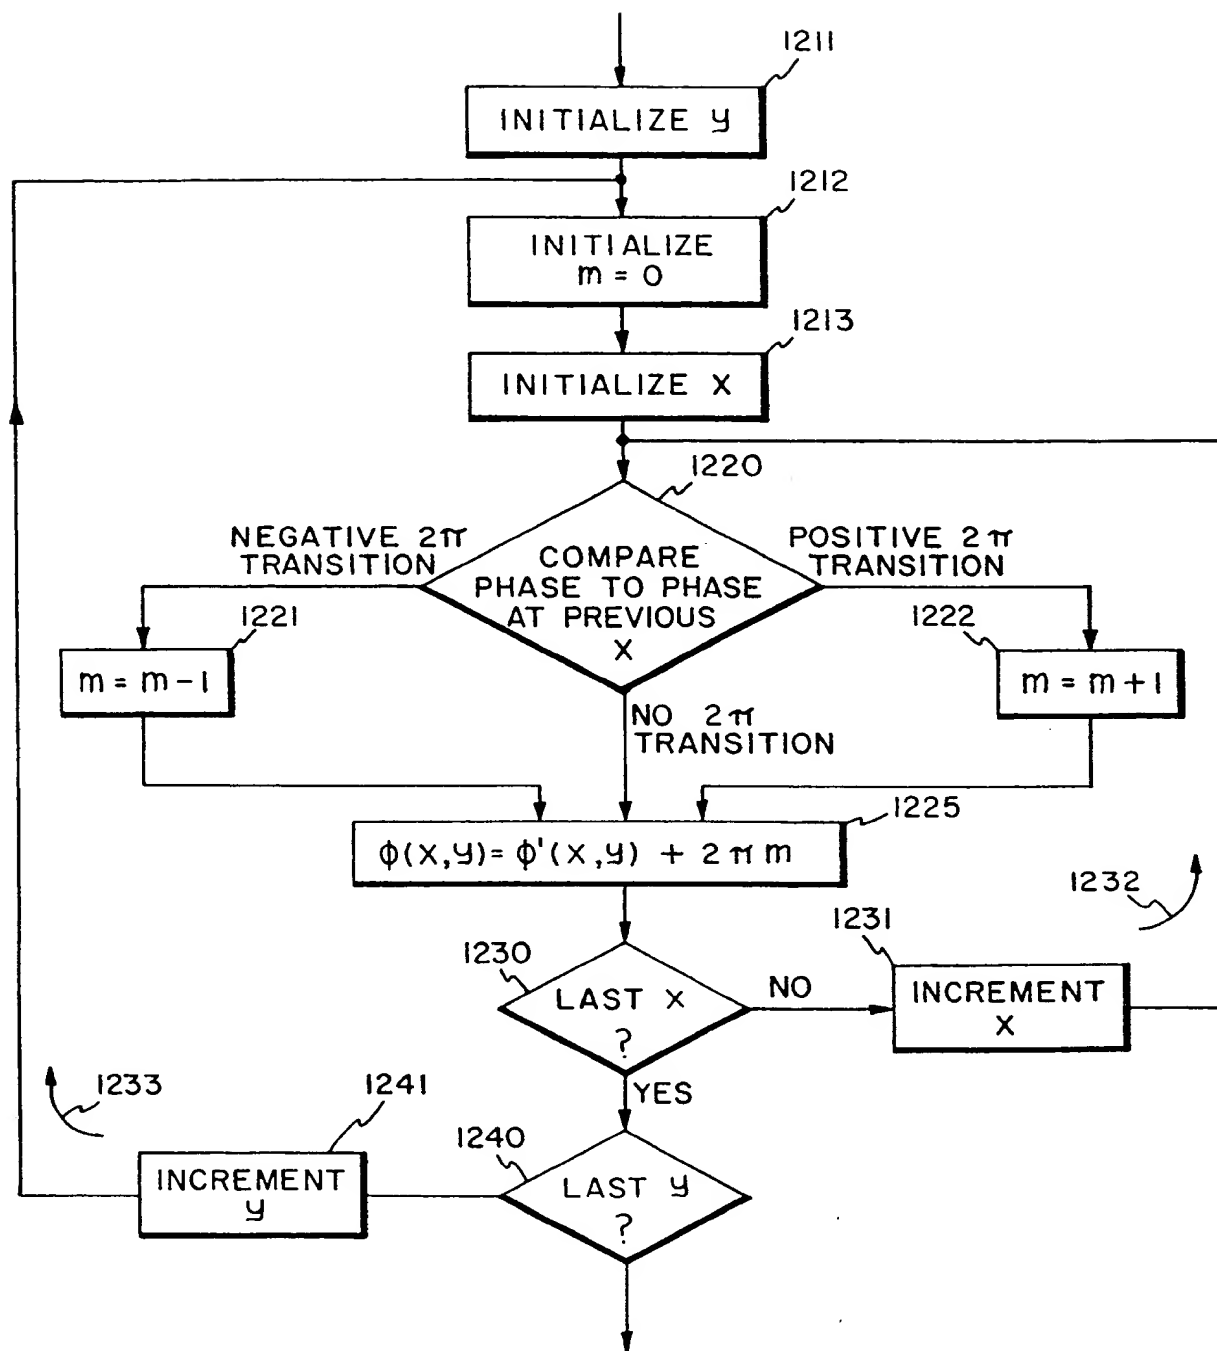 1211
INITIALIZE y
1212
INITIALIZE
m = 0
1213
INITIALIZE X
1220
NEGATIVE 2π
TRANSITION
COMPARE
PHASE TO PHASE
AT PREVIOUS
X
POSITIVE 2π
TRANSITION
1221
m = m - 1
1222
m = m + 1
NO 2π
TRANSITION
1225
ϕ(X,y)= ϕ'(X,y) + 2πm
1230
LAST X
?
NO
1231
INCREMENT
X
1232
YES
1233
1241
INCREMENT
y
1240
LAST y
?